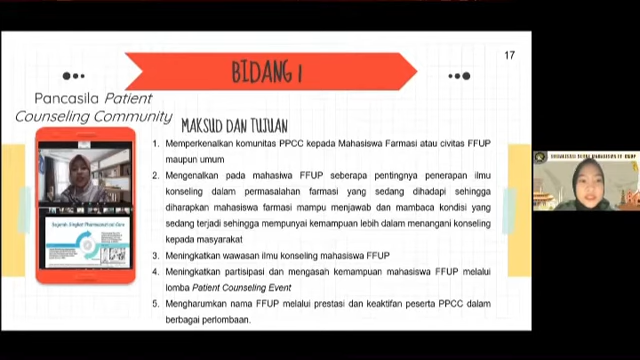 17
BIDANG 1
Pancasila Patient
Counseling Community
MAKSUD DAN TUJUAN
1. Memperkenalkan komunitas PPCC kepada Mahasiswa Farmasi atau civitas FFUP
maupun umum
2. Mengenalkan pada mahasiwa FFUP seberapa pentingnya penerapan ilmu
konseling dalam permasalahan farmasi yang sedang dihadapi sehingga
diharapkan mahasiswa farmasi mampu menjawab dan mambaca kondisi yang
sedang terjadi sehingga mempunyai kemampuan lebih dalam menangani konseling
kepada masyarakat
3. Meningkatkan wawasan ilmu konseling mahasiswa FFUP
4. Meningkatkan partisipasi dan mengasah kemampuan mahasiswa FFUP melalui
lomba Patient Counseling Event
5. Mengharumkan nama FFUP melalui prestasi dan keaktifan peserta PPCC dalam
berbagai perlombaan.